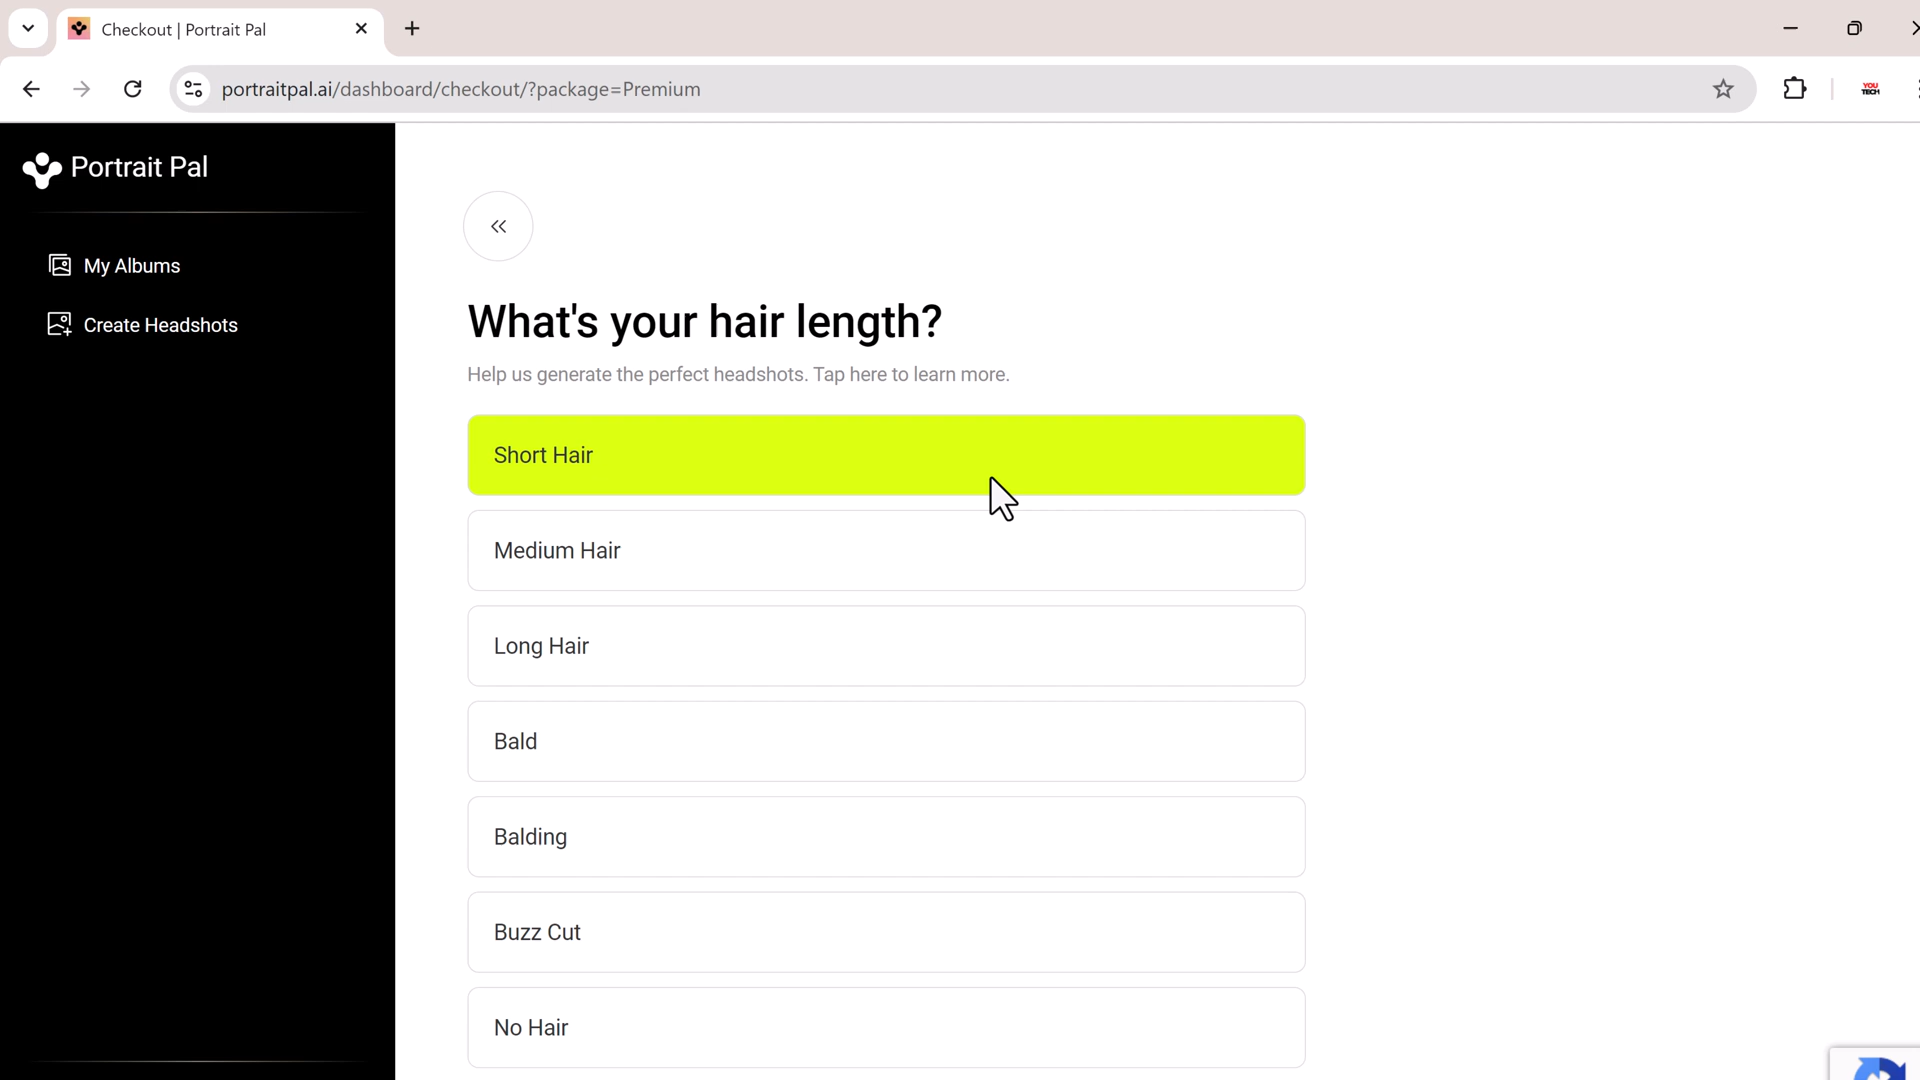 Checkout | Portrait Pal
portraitpal.ai/dashboard/checkout/?package=Premium
YOU
TECH
Portrait Pal
My Albums
Create Headshots
What's your hair length?
Help us generate the perfect headshots. Tap here to learn more.
Short Hair
Medium Hair
Long Hair
Bald
Balding
Buzz Cut
No Hair